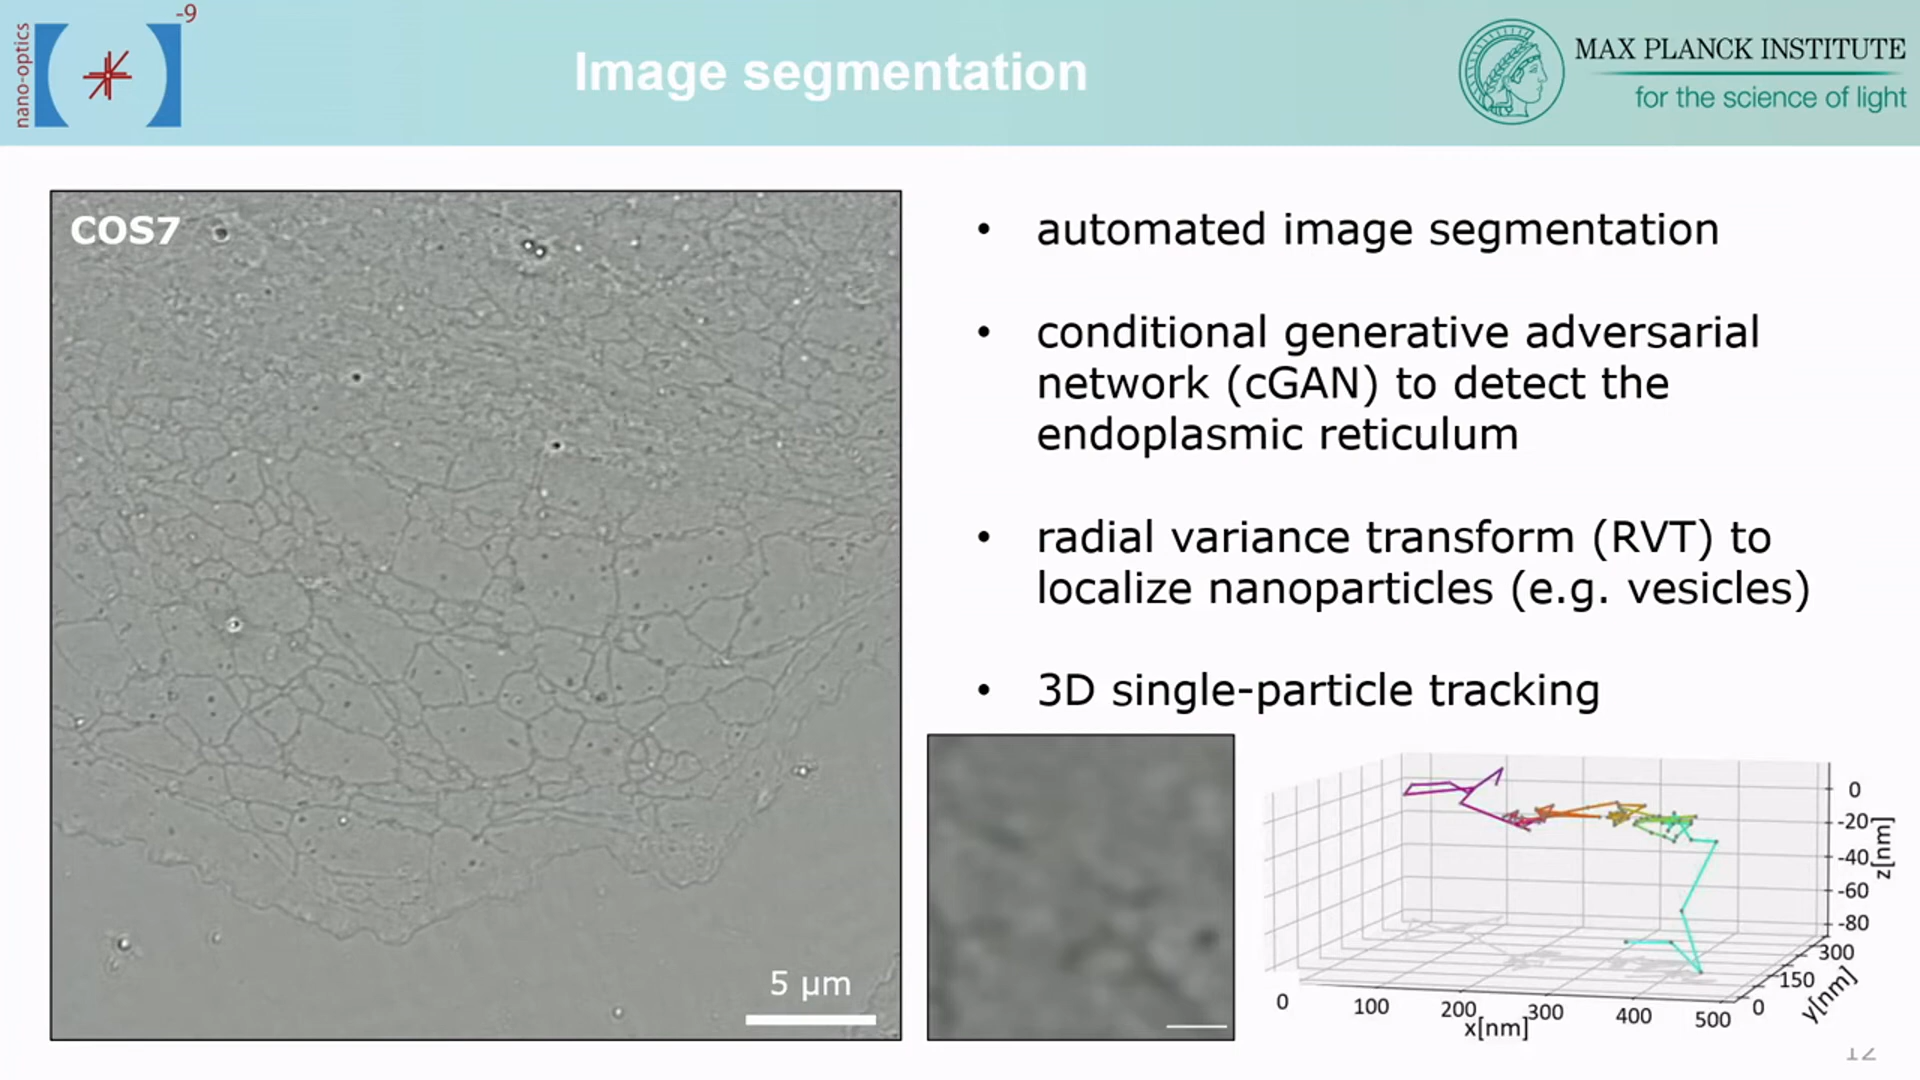 nano-optics
-9
Image segmentation
MAX PLANCK INSTITUTE
for the science of light
COS7
5 µm
• automated image segmentation
• conditional generative adversarial
network (cGAN) to detect the
endoplasmic reticulum
• radial variance transform (RVT) to
localize nanoparticles (e.g. vesicles)
• 3D single-particle tracking
0
-20
-40
-60
-80
z[nm]
300
150
0
y[nm]
0
100
200
300
400
500
x[nm]
12